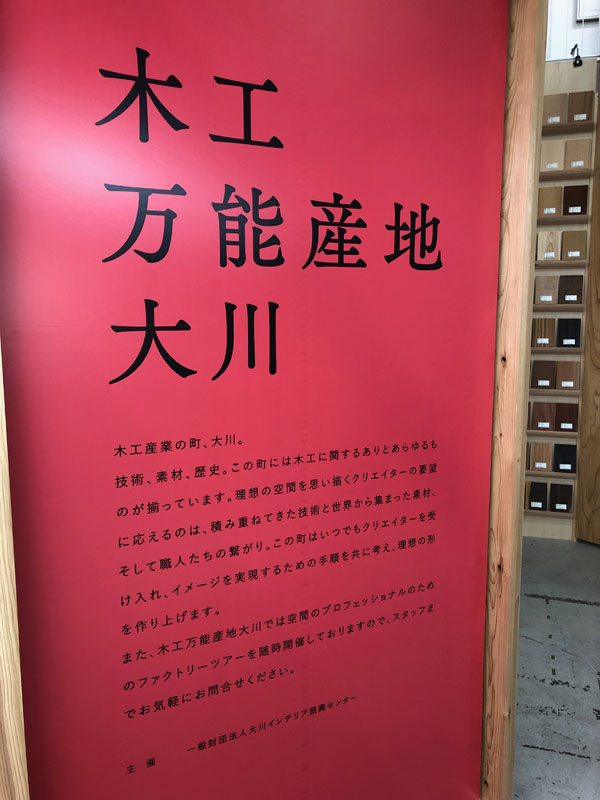 木工
万能産地
大川
木工産業の町、大川。
技術、素材、歴史。この町には木工に関するありとあらゆるも
のが揃っています。理想の空間を思い描くクリエイターの要望
に応えるのは、積み重ねてきた技術と世界から集まった素材、
そして職人たちの繋がり。この町はいつでもクリエイターを受
け入れ、イメージを実現するための手順を共に考え、理想の形
を作り上げます。
また、木工万能産地大川では空間のプロフェッショナルのため
のファクトリーツアーを随時開催しておりますので、スタッフま
でお気軽にお問合せください。
主 催 一般財団法人大川インテリア振興センター